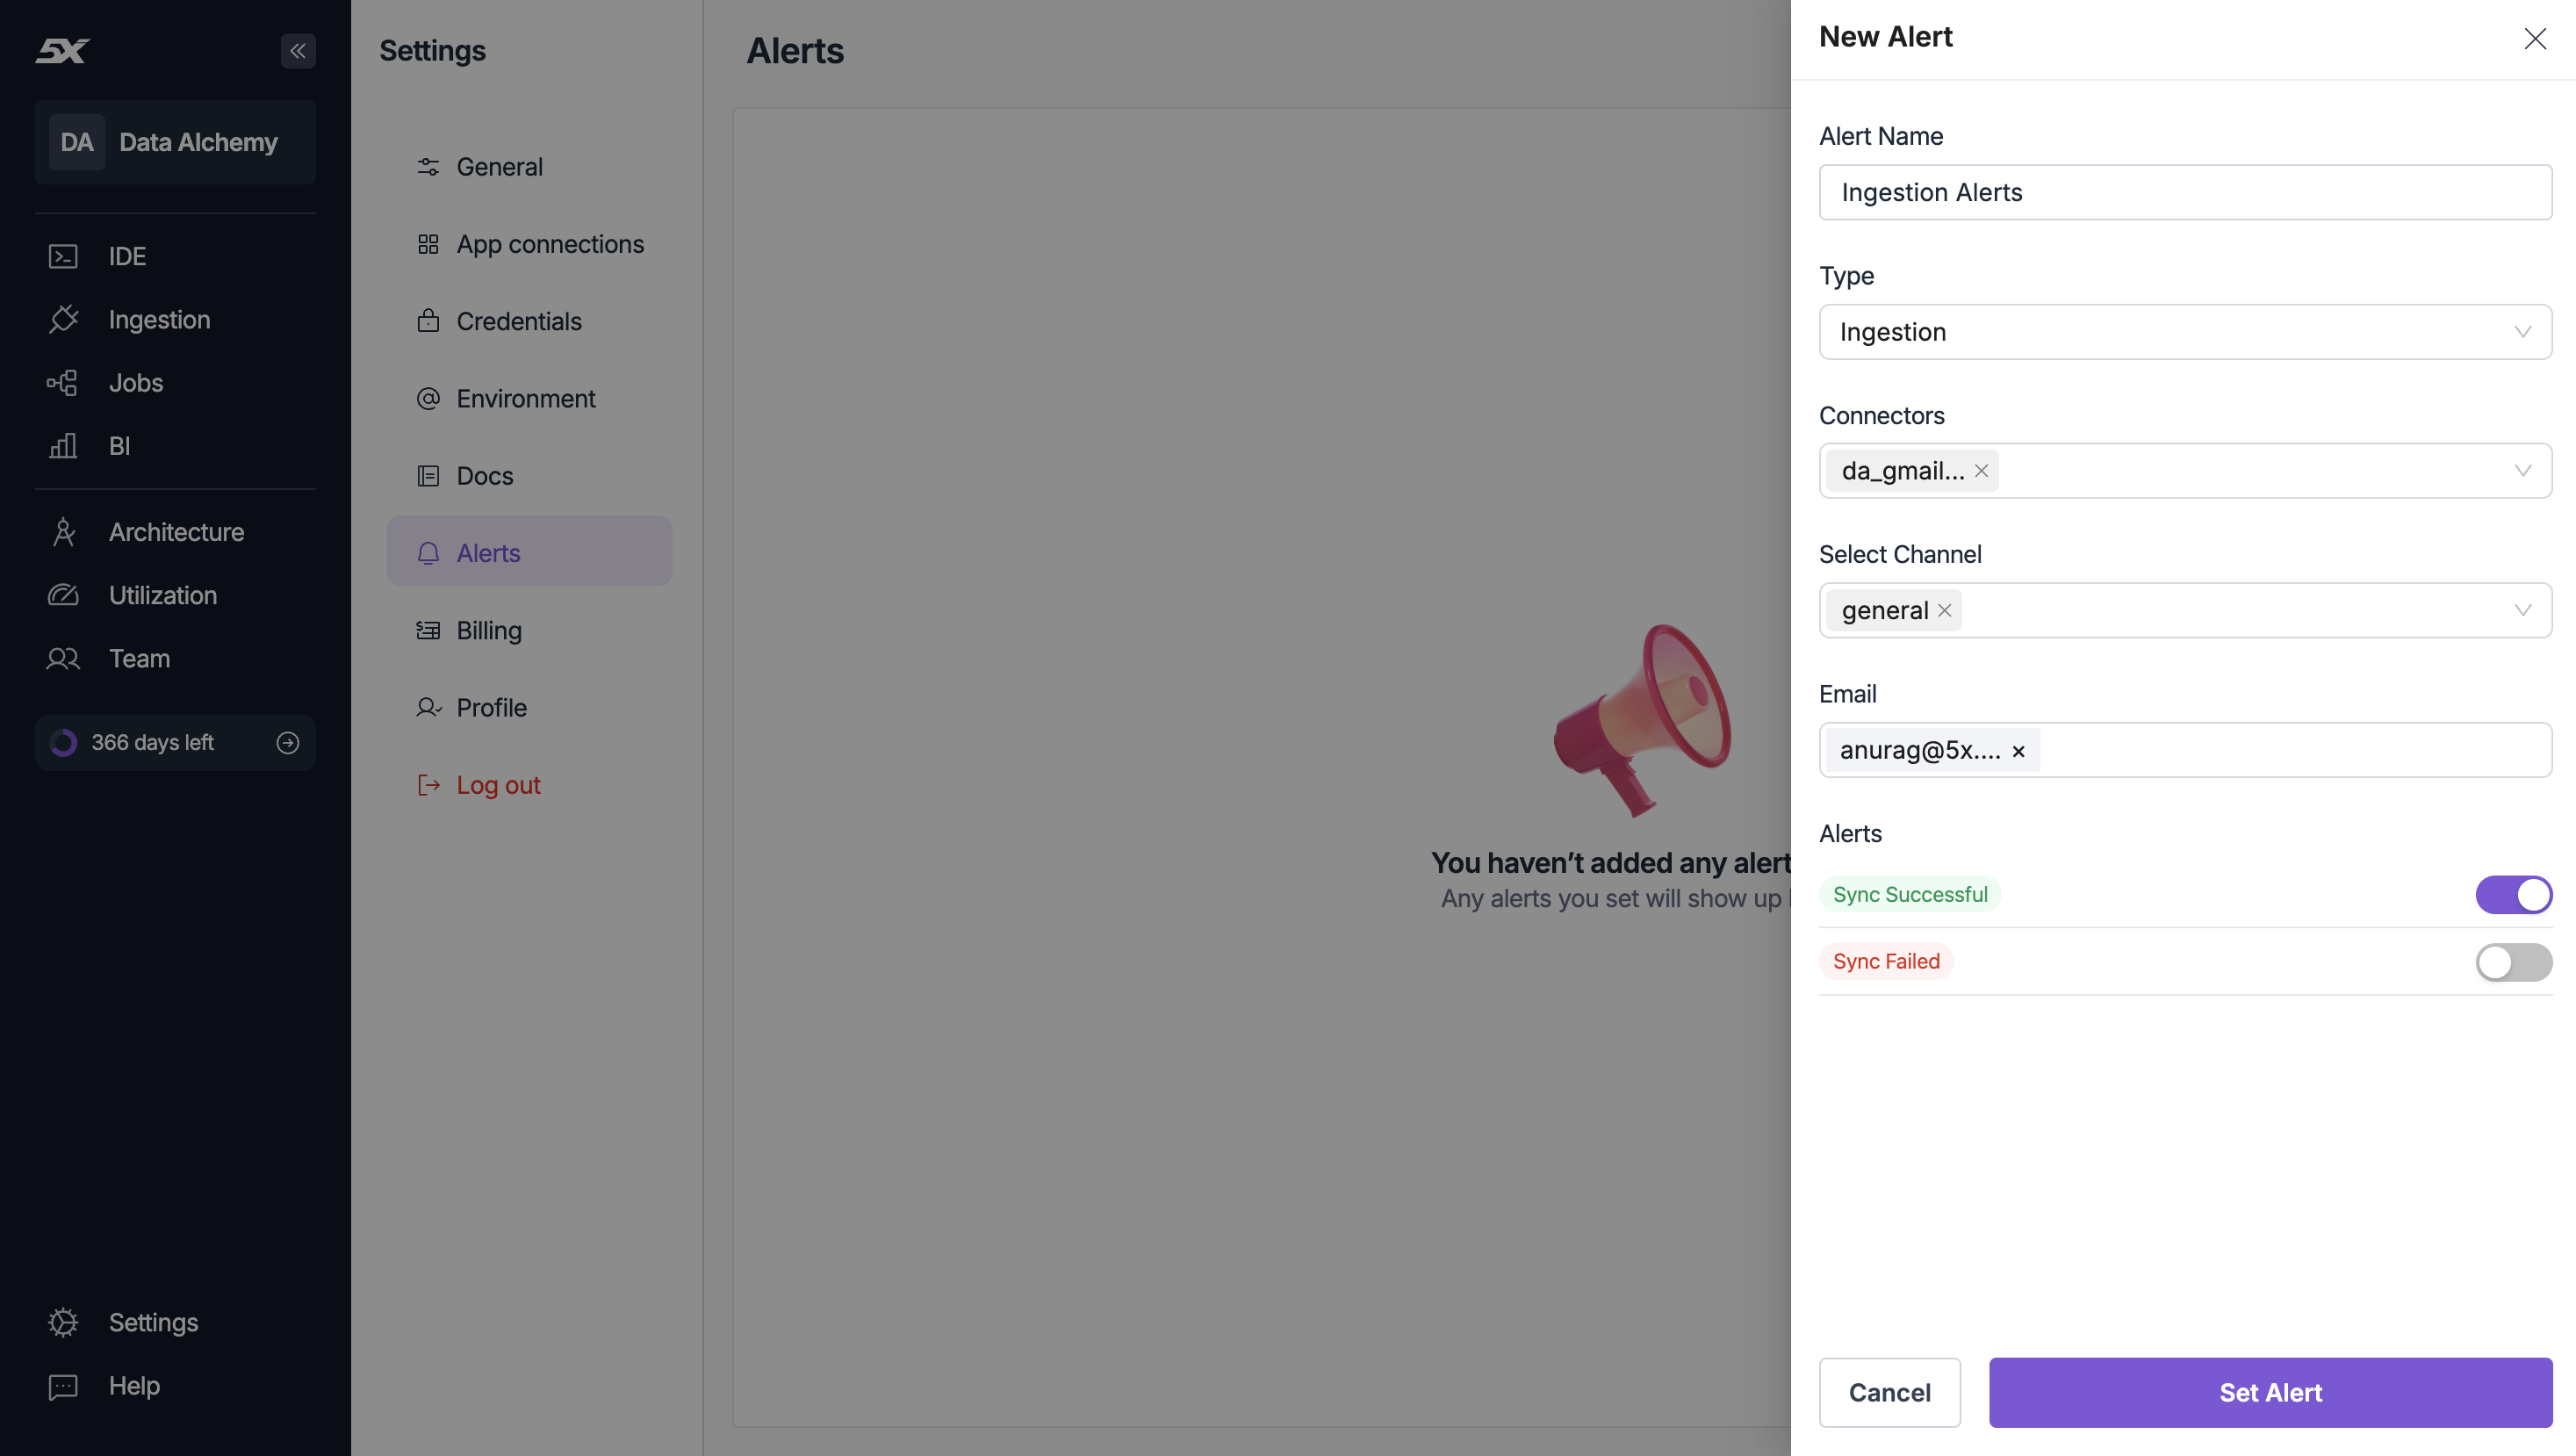 5X
DA Data Alchemy
IDE
Ingestion
Jobs
BI
Architecture
Utilization
Team
366 days left
Settings
Help
Settings
General
App connections
Credentials
Environment
Docs
Alerts
Billing
Profile
Log out
Alerts
You haven't added any alert
Any alerts you set will show up
New Alert
Alert Name
Ingestion Alerts
Type
Ingestion
Connectors
da_gmail...
Select Channel
general
Email
anurag@5x....
Alerts
Sync Successful
Sync Failed
Cancel
Set Alert